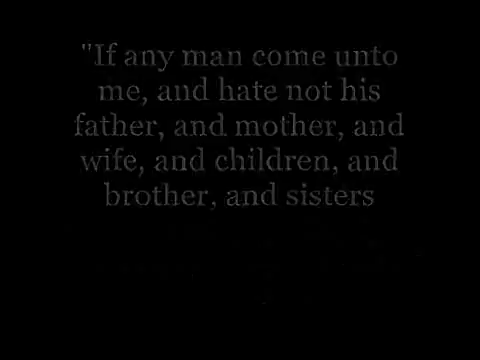 "If any man come unto
me, and hate not his
father, and mother, and
wife, and children, and
brother, and sisters